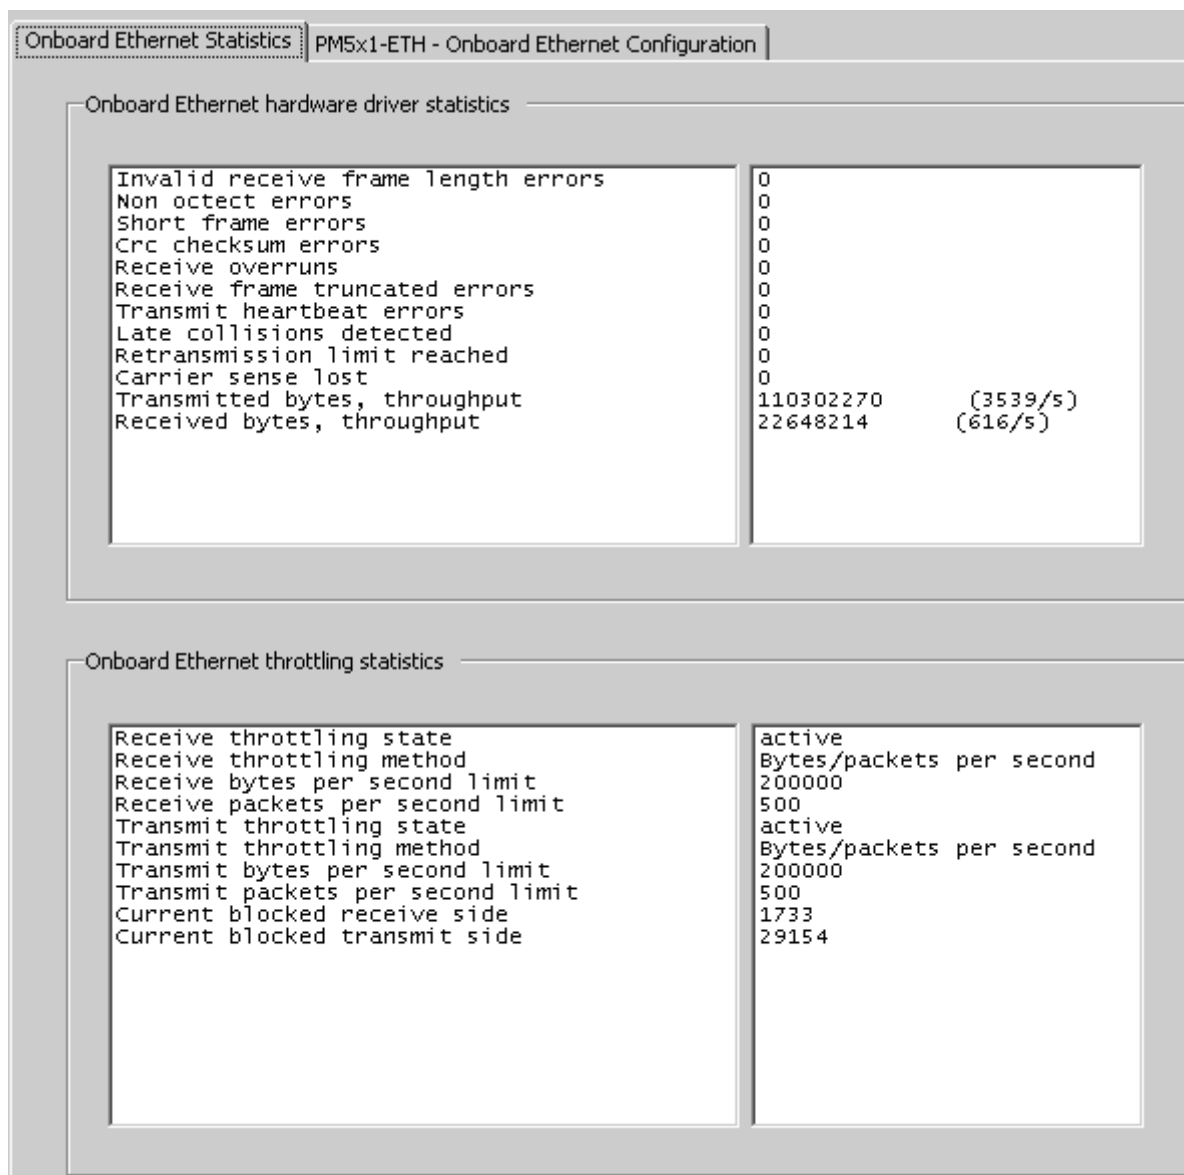 Onboard Ethernet Statistics
PM5x1-ETH - Onboard Ethernet Configuration
Onboard Ethernet hardware driver statistics
Invalid receive frame length errors 0
Non octect errors 0
Short frame errors 0
Crc checksum errors 0
Receive overruns 0
Receive frame truncated errors 0
Transmit heartbeat errors 0
Late collisions detected 0
Retransmission limit reached 0
Carrier sense lost 0
Transmitted bytes, throughput 110302270 (3539/s)
Received bytes, throughput 22648214 (616/s)
Onboard Ethernet throttling statistics
Receive throttling state active
Receive throttling method Bytes/packets per second
Receive bytes per second limit 200000
Receive packets per second limit 500
Transmit throttling state active
Transmit throttling method Bytes/packets per second
Transmit bytes per second limit 200000
Transmit packets per second limit 500
Current blocked receive side 1733
Current blocked transmit side 29154